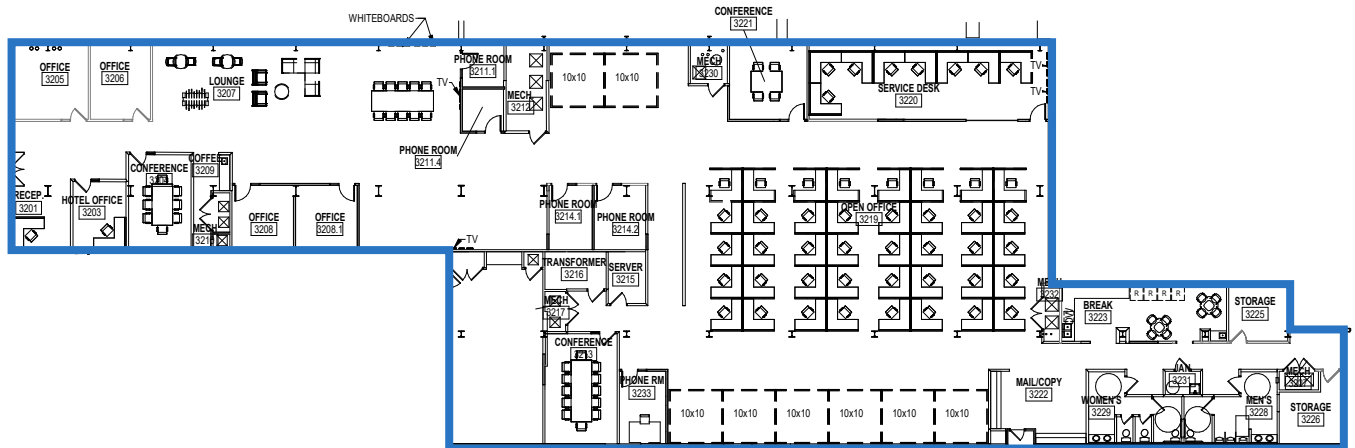 CONFERENCE
3221
WHITEBOARDS
OFFICE
3205
OFFICE
3206
LOUNGE
3207
TV
PHONE ROOM
3211.1
MECH
3212
10x10
10x10
MECH
3230
SERVICE DESK
3220
TV
TV
PHONE ROOM
3211.4
COFFEE
3209
CONFERENCE
RECEP.
3201
HOTEL OFFICE
3203
MECH
OFFICE
3208
OFFICE
3208.1
TV
PHONE ROOM
3214.1
PHONE ROOM
3214.2
OPEN OFFICE
3219
TRANSFORMER
3216
SERVER
3215
MECH
3217
CONFERENCE
PHONE RM
3233
10x10
10x10
10x10
10x10
10x10
10x10
3232
DW
BREAK
3223
R
R
R
R
STORAGE
3225
MAIL/COPY
3222
WOMEN'S
3229
JAN.
3231
MEN'S
3228
MECH
STORAGE
3226